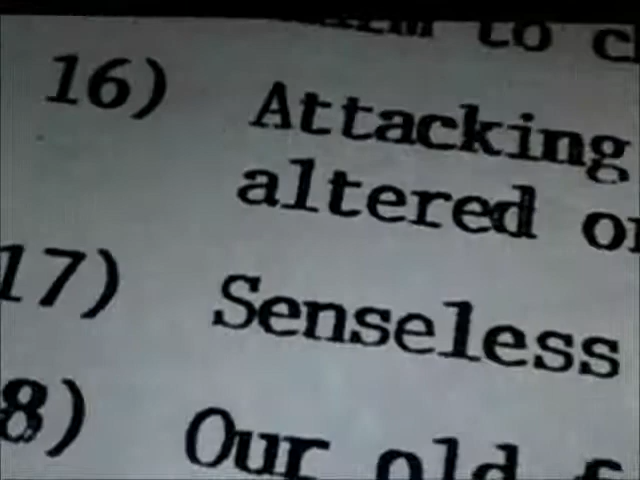 to
16) Attacking
altered
17) Senseless
8) Our old